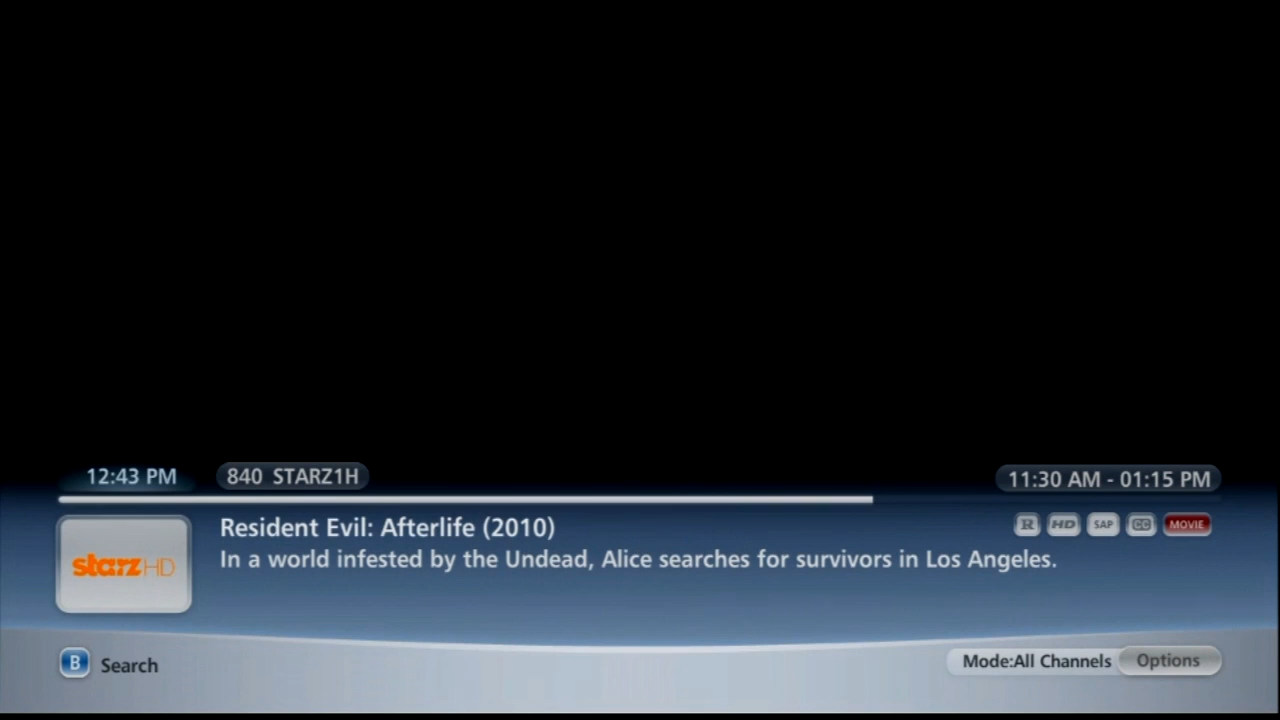 12:43 PM
840 STARZ1H
11:30 AM - 01:15 PM
starz HD
Resident Evil: Afterlife (2010)
R HD SAP CC MOVIE
In a world infested by the Undead, Alice searches for survivors in Los Angeles.
B Search
Mode:All Channels Options